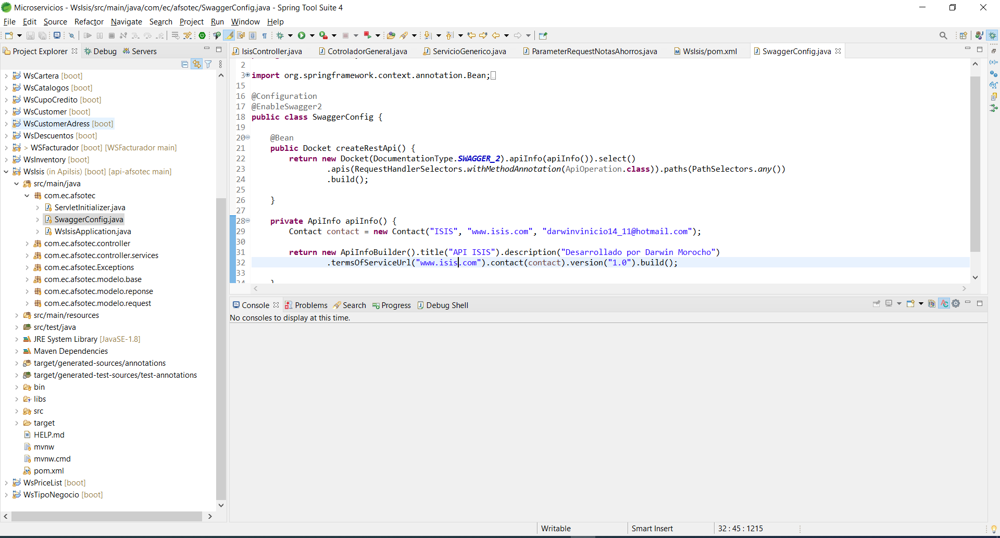 Microservicios - WsIsis/src/main/java/com/ec/afsotec/SwaggerConfig.java - Spring Tool Suite 4
File Edit Source Refactor Navigate Search Project Run Window Help
Project Explorer Debug Servers
WsCartera [boot]
WsCatalogos [boot]
WsCupoCredito [boot]
WsCustomer [boot]
WsCustomerAdress [boot]
WsDescuentos [boot]
> WSFacturador [boot] [WSFacturador main]
WsInventory [boot]
WsIsis (in ApiIsis) [boot] [api-afsotec main]
src/main/java
com.ec.afsotec
ServletInitializer.java
SwaggerConfig.java
WsIsisApplication.java
com.ec.afsotec.controller
com.ec.afsotec.controller.services
com.ec.afsotec.Exceptions
com.ec.afsotec.modelo.base
com.ec.afsotec.modelo.reponse
com.ec.afsotec.modelo.request
src/main/resources
src/test/java
JRE System Library [JavaSE-1.8]
Maven Dependencies
target/generated-sources/annotations
target/generated-test-sources/test-annotations
bin
libs
src
target
HELP.md
mvnw
mvnw.cmd
pom.xml
WsPriceList [boot]
WsTipoNegocio [boot]
IsisController.java CotroladorGeneral.java ServicioGenerico.java ParameterRequestNotasAhorros.java WsIsis/pom.xml SwaggerConfig.java
2
3 import org.springframework.context.annotation.Bean;
15
16 @Configuration
17 @EnableSwagger2
18 public class SwaggerConfig {
19
20 @Bean
21 public Docket createRestApi() {
22 return new Docket(DocumentationType.SWAGGER_2).apiInfo(apiInfo()).select()
23 .apis(RequestHandlerSelectors.withMethodAnnotation(ApiOperation.class)).paths(PathSelectors.any())
24 .build();
25
26 }
27
28 private ApiInfo apiInfo() {
29 Contact contact = new Contact("ISIS", "www.isis.com", "darwinvinicio14_11@hotmail.com");
30
31 return new ApiInfoBuilder().title("API ISIS").description("Desarrollado por Darwin Morocho")
32 .termsOfServiceUrl("www.isis.com").contact(contact).version("1.0").build();
33
34 }
Console Problems Search Progress Debug Shell
No consoles to display at this time.
Writable Smart Insert 32 : 45 : 1215